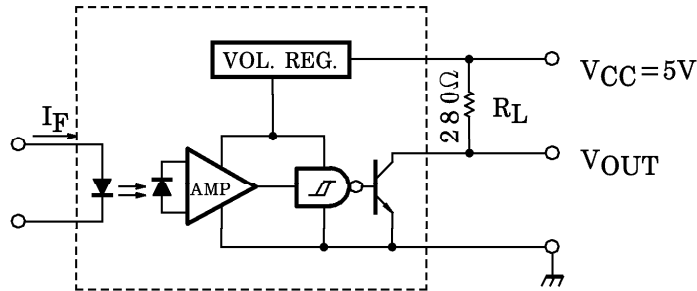 VOL. REG.
VCC=5V
280Ω
RL
IF
AMP
VOUT